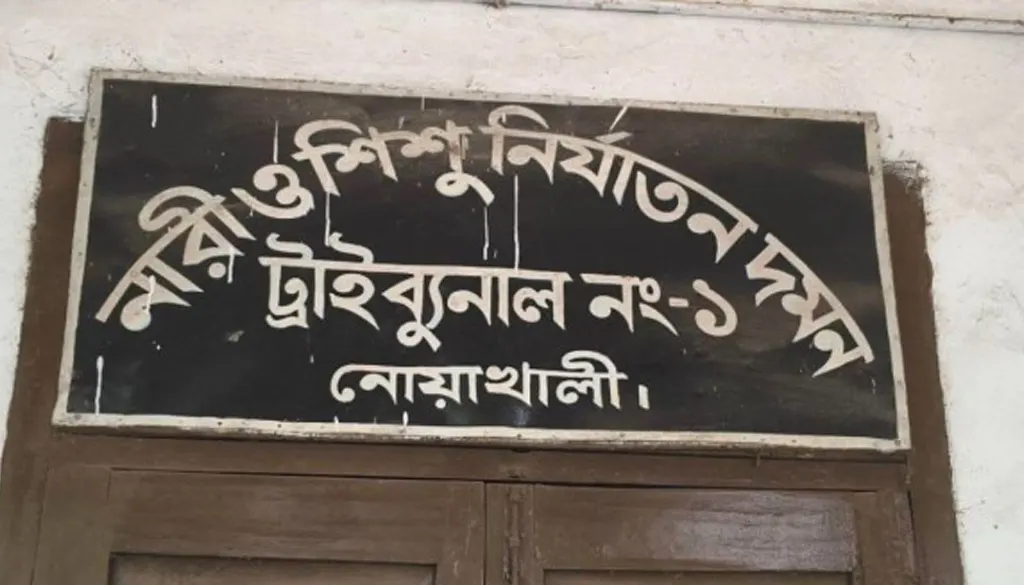 নারী ও শিশু নির্যাতন দমন
ট্রাইব্যুনাল নং-১
নোয়াখালী।